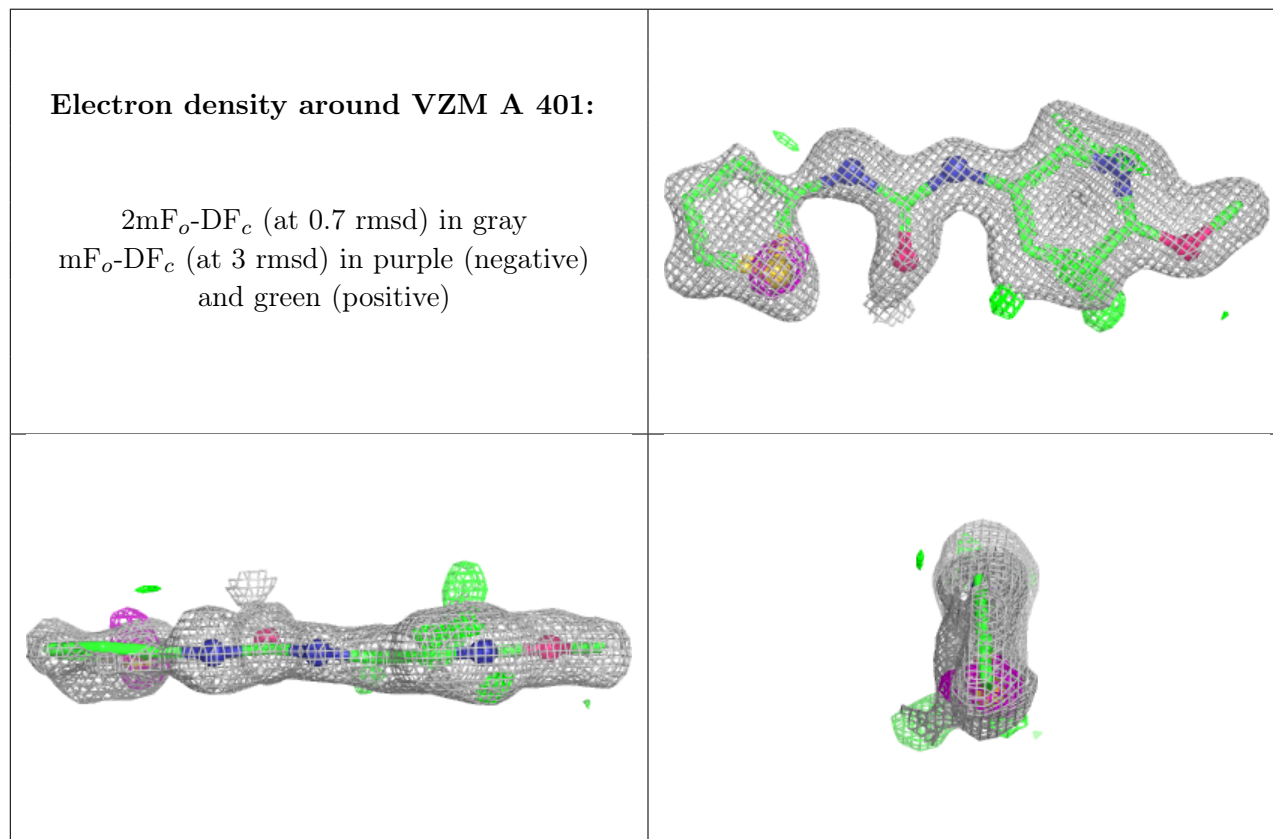 Electron density around VZM A 401:
2mFo-DFc (at 0.7 rmsd) in gray
mFo-DFc (at 3 rmsd) in purple (negative)
and green (positive)